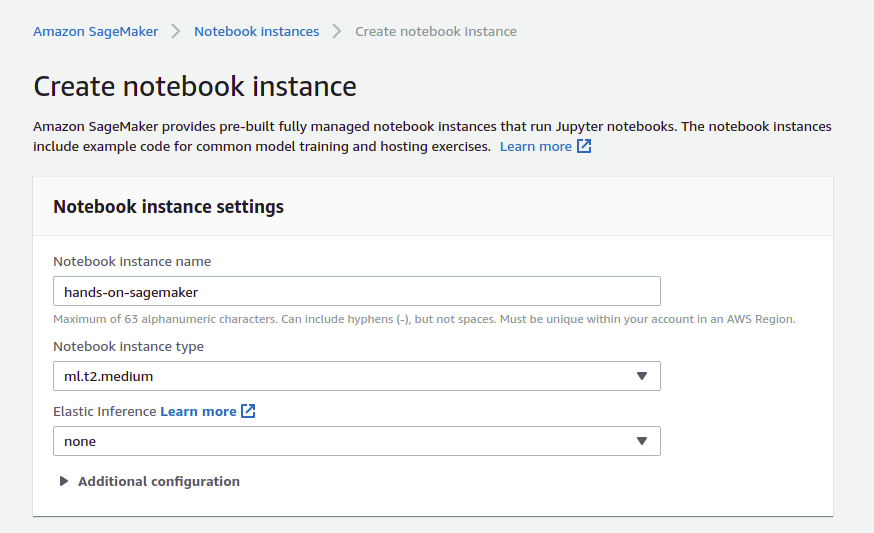 Amazon SageMaker > Notebook instances > Create notebook instance
Create notebook instance
Amazon SageMaker provides pre-built fully managed notebook instances that run Jupyter notebooks. The notebook instances
include example code for common model training and hosting exercises. Learn more
Notebook instance settings
Notebook instance name
hands-on-sagemaker
Maximum of 63 alphanumeric characters. Can include hyphens (-), but not spaces. Must be unique within your account in an AWS Region.
Notebook instance type
ml.t2.medium
Elastic Inference Learn more
none
Additional configuration